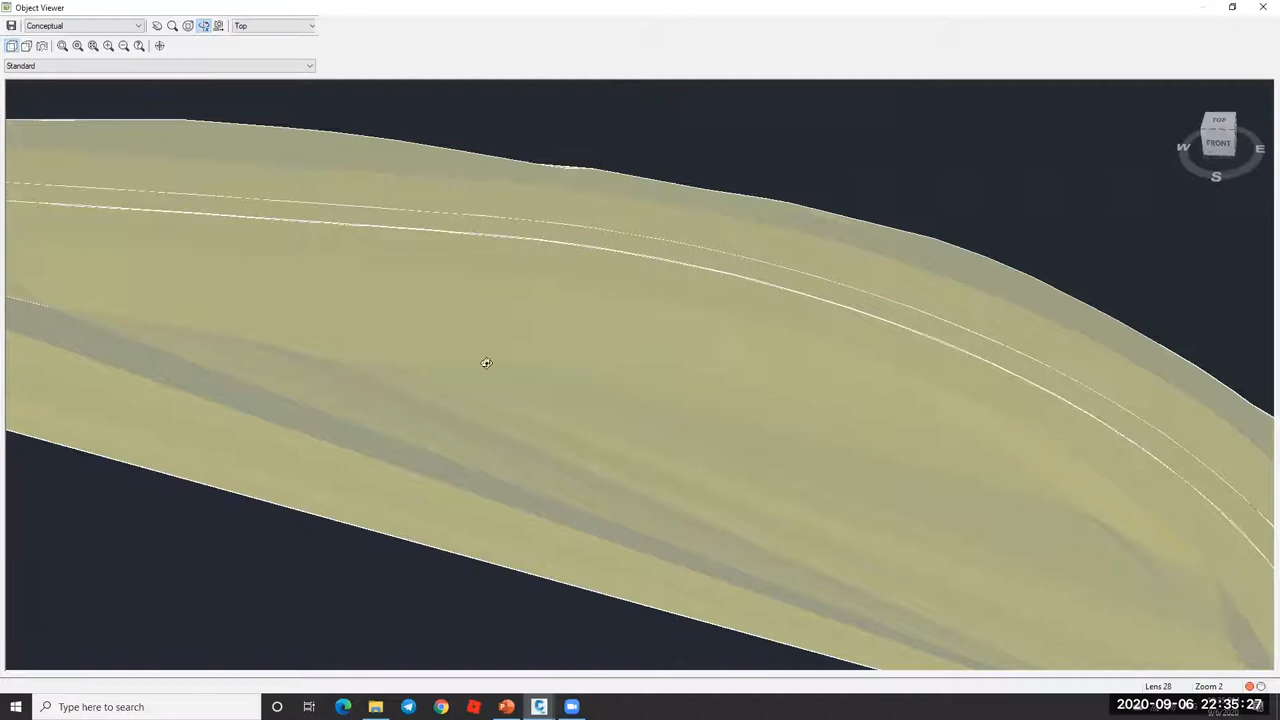 Object Viewer
Conceptual
Top
Standard
TOP
FRONT
W
E
S
Lens 28
Zoom 2
Type here to search
2020-09-06 22:35:27